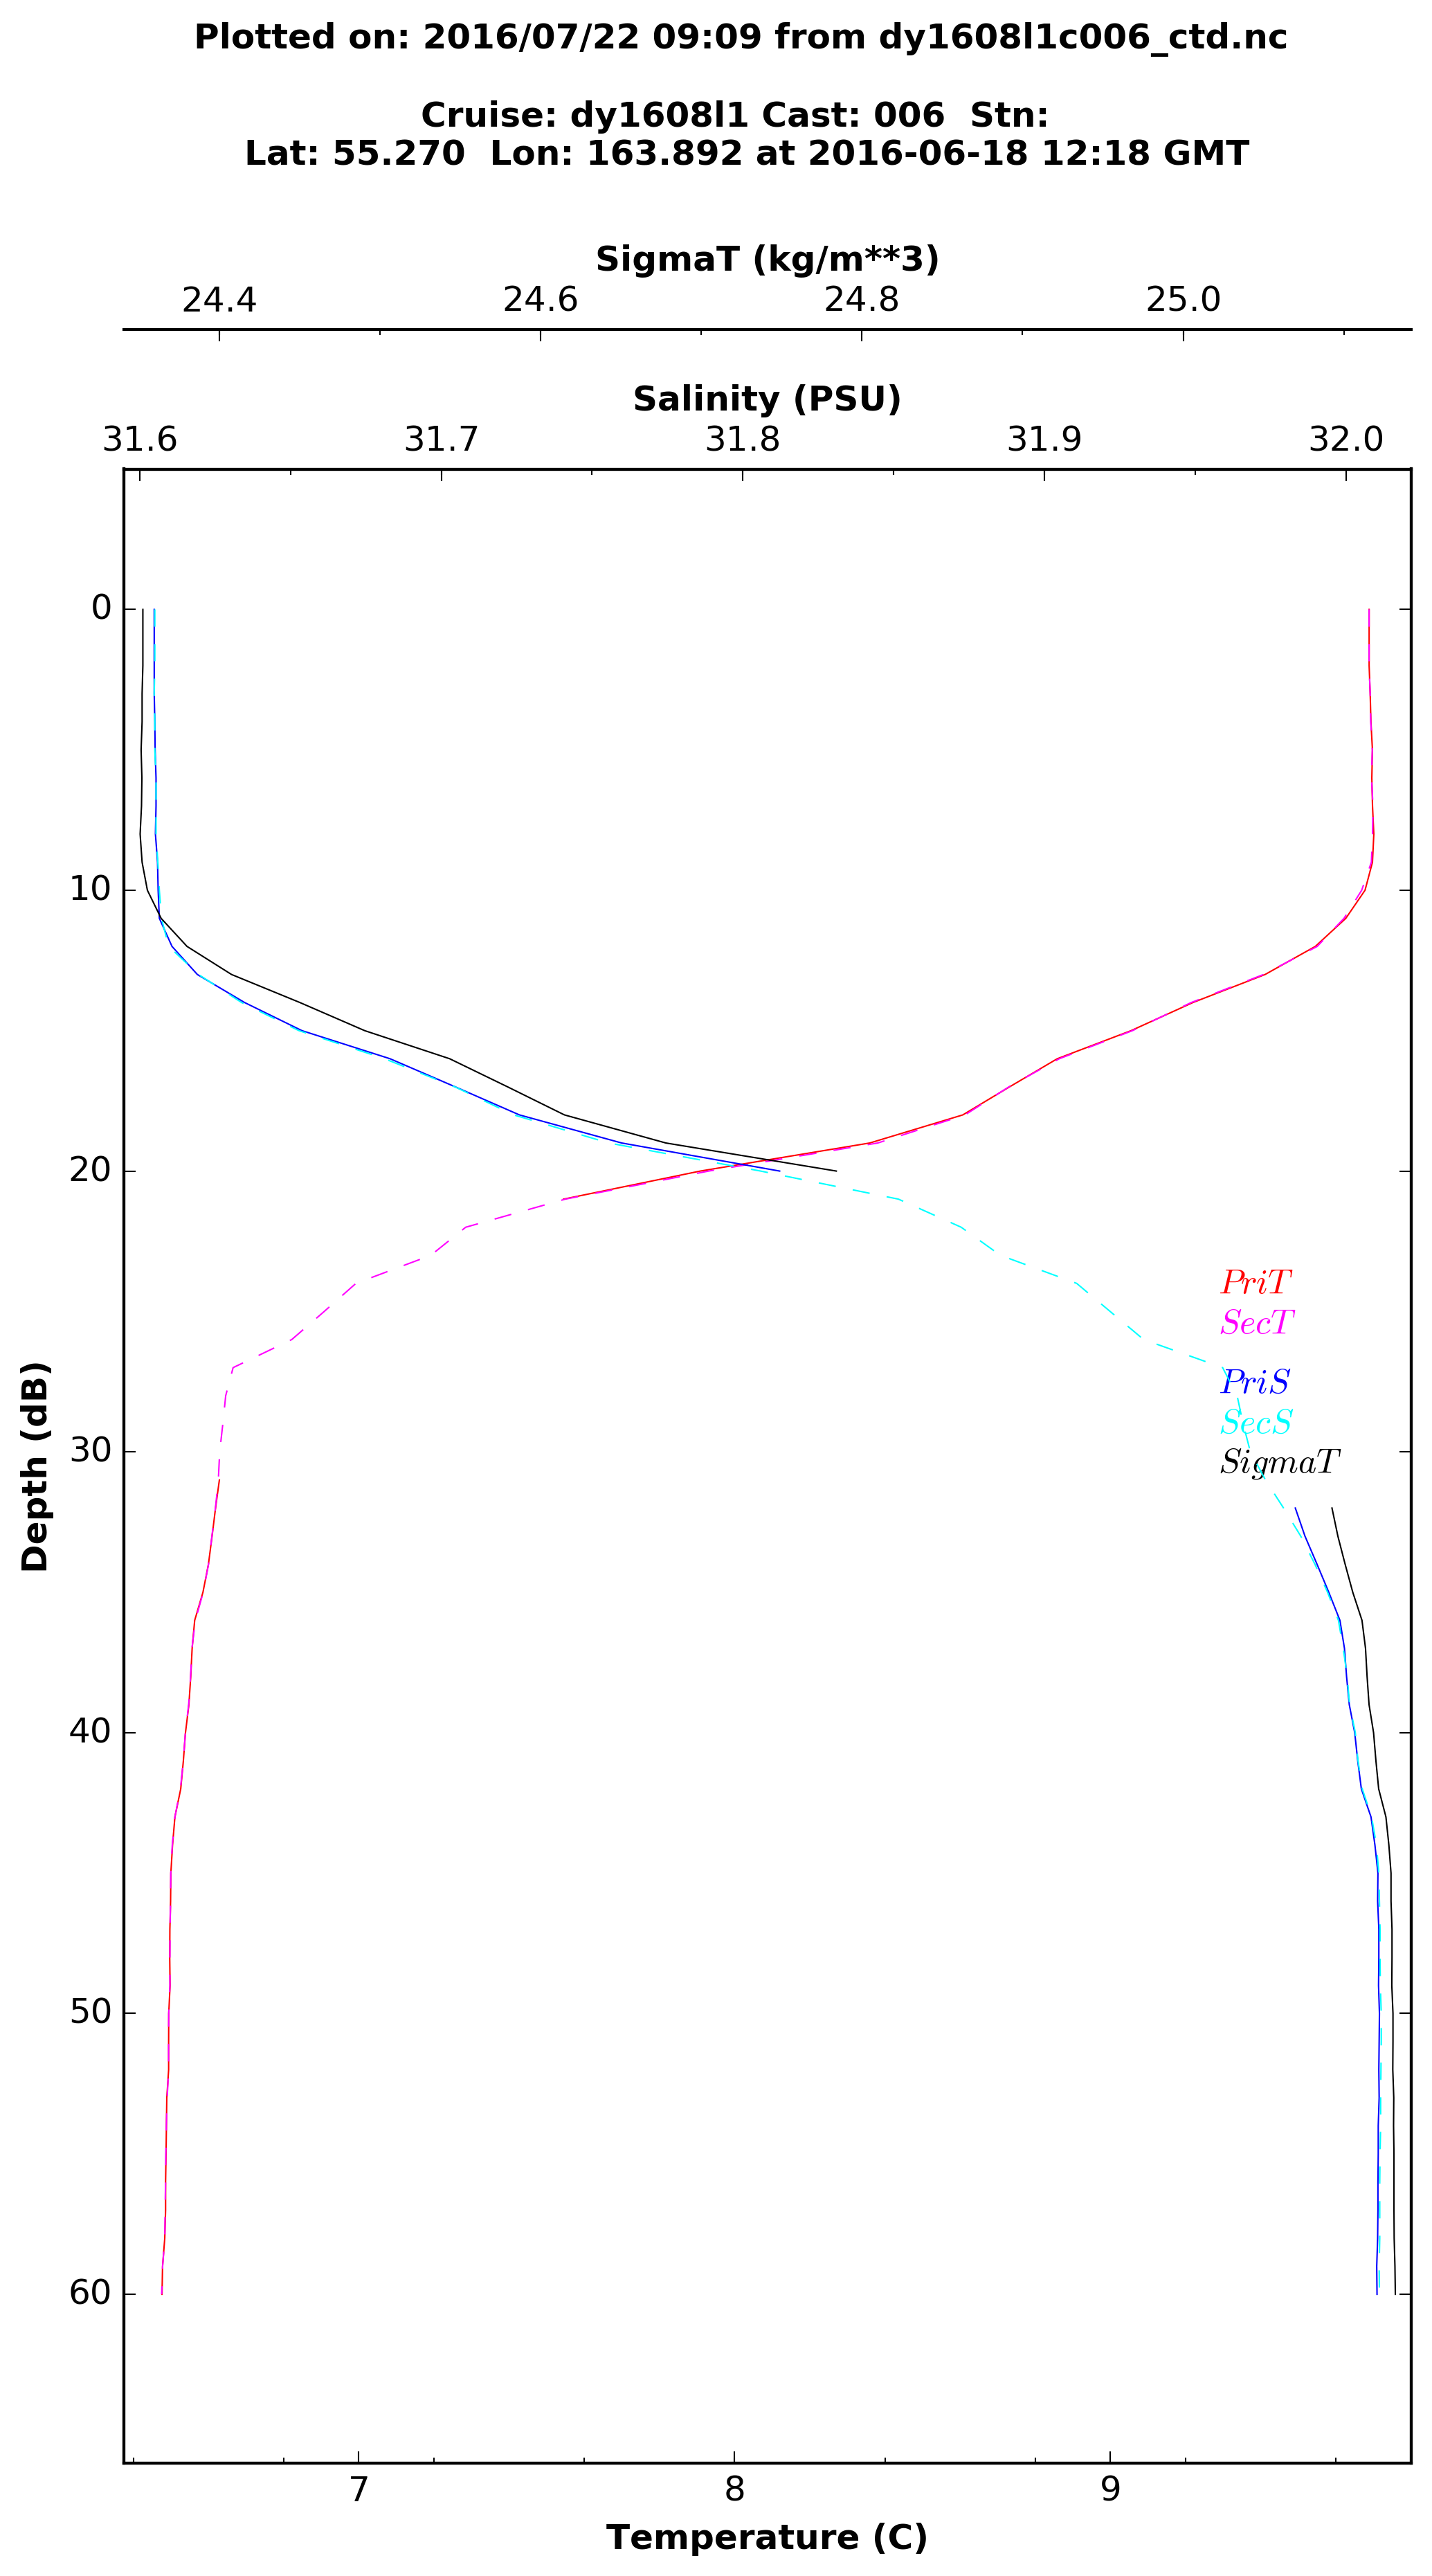 Plotted on: 2016/07/22 09:09 from dy1608l1c006_ctd.nc
Cruise: dy1608l1 Cast: 006  Stn:
Lat: 55.270  Lon: 163.892 at 2016-06-18 12:18 GMT
SigmaT (kg/m**3)
24.4 24.6 24.8 25.0
Salinity (PSU)
31.6 31.7 31.8 31.9 32.0
0
10
20
PriT
SecT
PriS
SecS
30
SigmaT
Depth (dB)
40
50
60
7 8 9
Temperature (C)